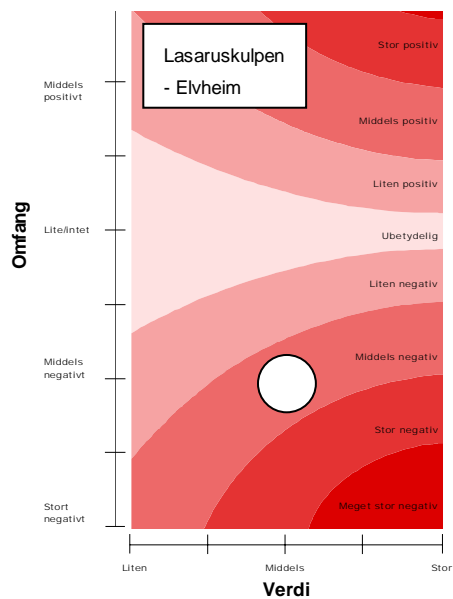 Lasaruskulpen
- Elvheim
Stor positiv
Middels
positivt
Middels positiv
Liten positiv
Omfang
Lite/intet
Ubetydelig
Liten negativ
Middels
negativt
Middels negativ
Stor negativ
Stort
negativt
Meget stor negativ
Liten
Middels
Stor
Verdi